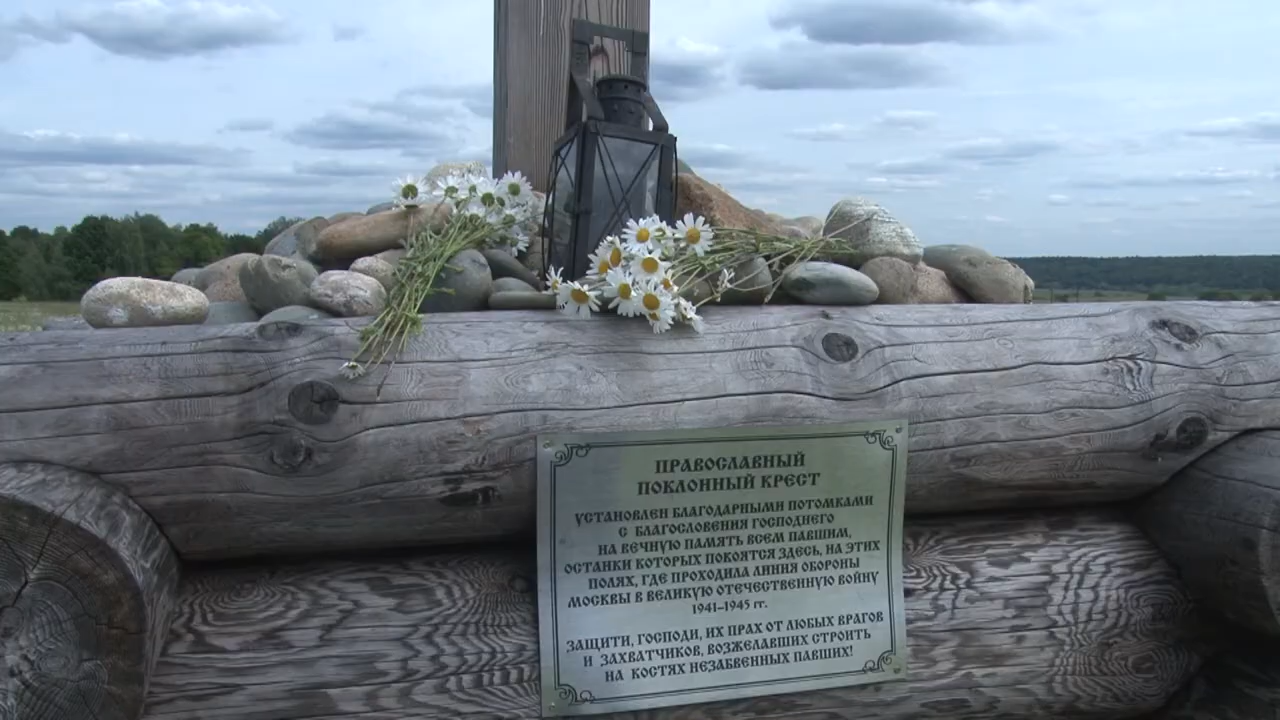 ПРАВОСЛАВНЫЙ
ПОКЛОННЫЙ КРЕСТ
УСТАНОВЛЕН БЛАГОДАРНЫМИ ПОТОМКАМИ
С БЛАГОСЛОВЕНИЯ ГОСПОДНЕГО
НА ВЕЧНУЮ ПАМЯТЬ ВСЕМ ПАВШИМ,
ОСТАНКИ КОТОРЫХ ПОКОЯТСЯ ЗДЕСЬ, НА ЭТИХ
ПОЛЯХ, ГДЕ ПРОХОДИЛА ЛИНИЯ ОБОРОНЫ
МОСКВЫ В ВЕЛИКУЮ ОТЕЧЕСТВЕННУЮ ВОЙНУ
1941–1945 гг.
ЗАЩИТИ, ГОСПОДИ, ИХ ПРАХ ОТ ЛЮБЫХ ВРАГОВ
И ЗАХВАТЧИКОВ, ВОЗЖЕЛАВШИХ СТРОИТЬ
НА КОСТЯХ НЕЗАБВЕННЫХ ПАВШИХ!